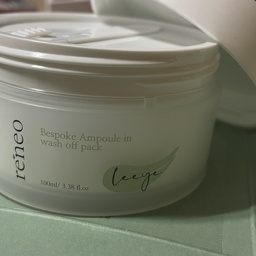 reneo
Bespoke Ampoule in
wash off pack
100ml/ 3.38 fl.oz
Leeye